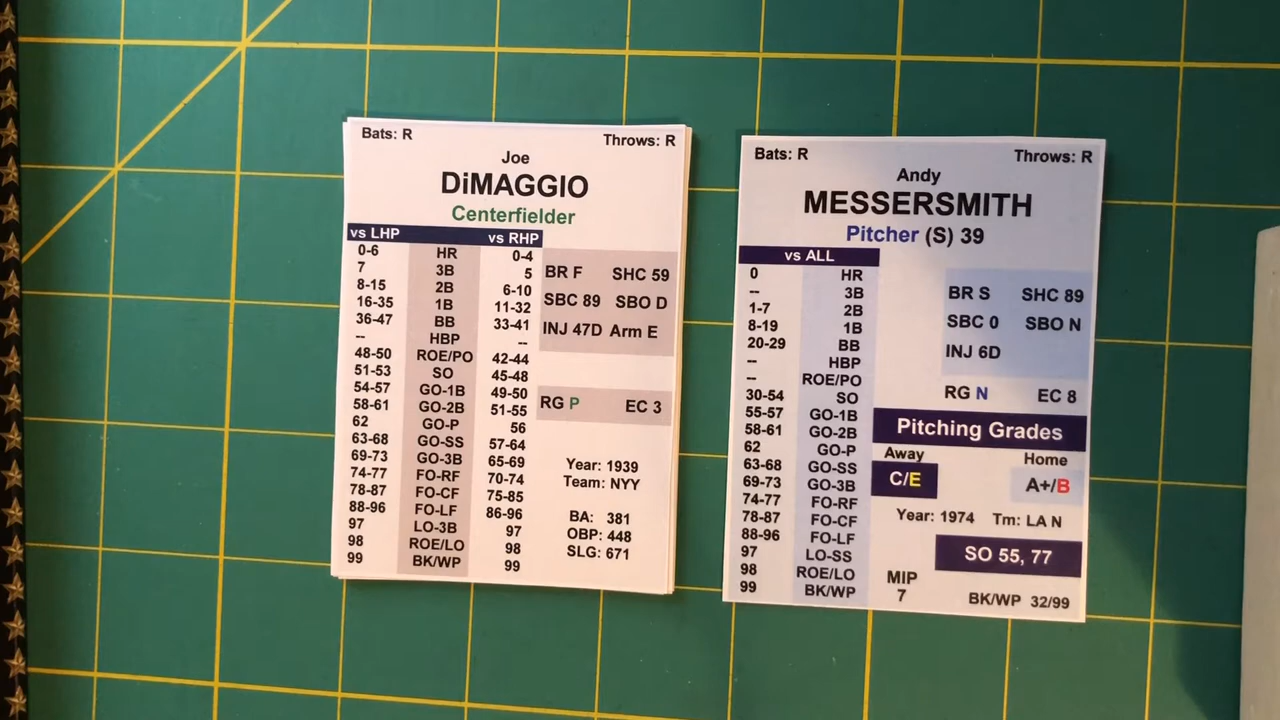 Bats: R Throws: R
Joe
DiMAGGIO
Centerfielder
vs LHP vs RHP
0-6 HR 0-4
7 3B 5
8-15 2B 6-10
16-35 1B 11-32
36-47 BB 33-41
-- HBP --
48-50 ROE/PO 42-44
51-53 SO 45-48
54-57 GO-1B 49-50
58-61 GO-2B 51-55
62 GO-P 56
63-68 GO-SS 57-64
69-73 GO-3B 65-69
74-77 FO-RF 70-74
78-87 FO-CF 75-85
88-96 FO-LF 86-96
97 LO-3B 97
98 ROE/LO 98
99 BK/WP 99
BR F SHC 59
SBC 89 SBO D
INJ 47D Arm E
RG P EC 3
Year: 1939
Team: NYY
BA: 381
OBP: 448
SLG: 671
Bats: R Throws: R
Andy
MESSERSMITH
Pitcher (S) 39
vs ALL
0 HR
-- 3B
1-7 2B
8-19 1B
20-29 BB
-- HBP
-- ROE/PO
30-54 SO
55-57 GO-1B
58-61 GO-2B
62 GO-P
63-68 GO-SS
69-73 GO-3B
74-77 FO-RF
78-87 FO-CF
88-96 FO-LF
97 LO-SS
98 ROE/LO
99 BK/WP
BR S SHC 89
SBC 0 SBO N
INJ 6D
RG N EC 8
Pitching Grades
Away Home
C/E A+/B
Year: 1974 Tm: LA N
SO 55, 77
MIP
7
BK/WP 32/99